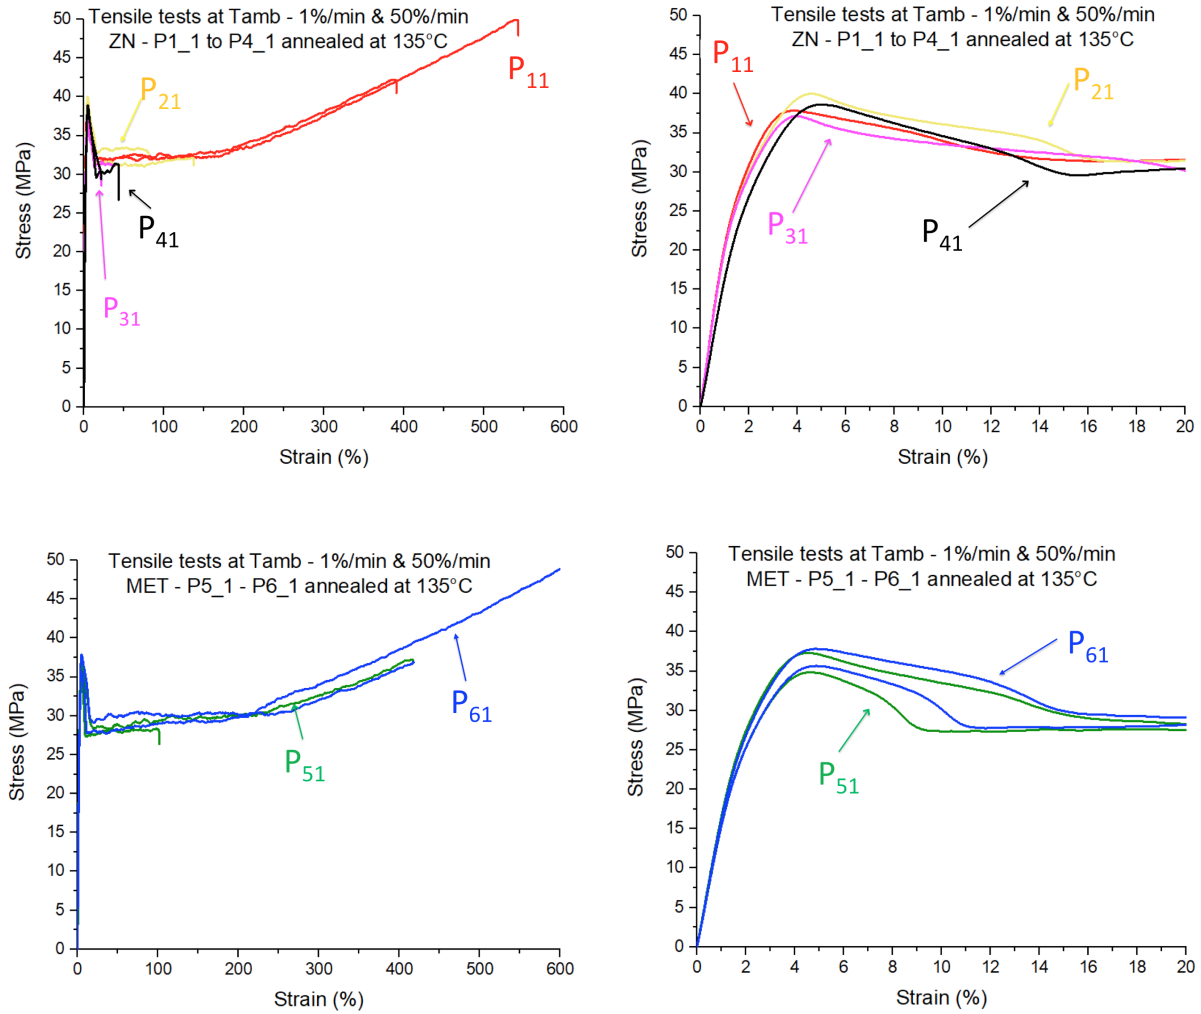 Tensile tests at Tamb - 1%/min & 50%/min
ZN - P1_1 to P4_1 annealed at 135°C
50
45
40
35
30
25
20
15
10
5
0
Stress (MPa)
P21
P11
P41
P31
0 100 200 300 400 500 600
Strain (%)
Tensile tests at Tamb - 1%/min & 50%/min
ZN - P1_1 to P4_1 annealed at 135°C
50
45
40
35
30
25
20
15
10
5
0
Stress (MPa)
P11
P21
P31
P41
0 2 4 6 8 10 12 14 16 18 20
Strain (%)
Tensile tests at Tamb - 1%/min & 50%/min
MET - P5_1 - P6_1 annealed at 135°C
50
45
40
35
30
25
20
15
10
5
0
Stress (MPa)
P61
P51
0 100 200 300 400 500 600
Strain (%)
Tensile tests at Tamb - 1%/min & 50%/min
MET - P5_1 - P6_1 annealed at 135°C
50
45
40
35
30
25
20
15
10
5
0
Stress (MPa)
P61
P51
0 2 4 6 8 10 12 14 16 18 20
Strain (%)